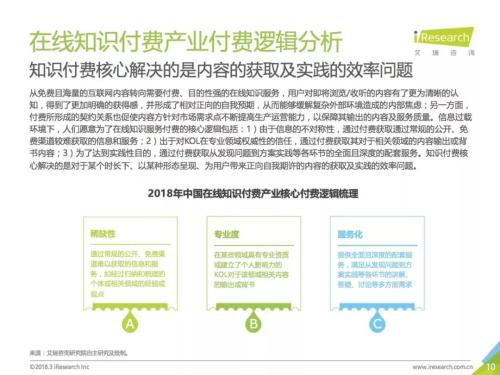 在线知识付费产业付费逻辑分析
iResearch
艾瑞咨询
知识付费核心解决的是内容的获取及实践的效率问题
从免费且海量的互联网内容转向需要付费、目的性强的在线知识服务，用户对即将浏览/收听的内容有了更为清晰的认
知，得到了更加明确的获得感，并形成了相对正向的自我预期，从而能够缓解复杂外部环境造成的内部焦虑；另一方面，
付费所形成的契约关系也促使内容方针对市场需求点不断提高生产运营能力，以保障其输出的内容及服务质量。信息过载
环境下，人们愿意为了在线知识服务付费的核心逻辑包括：1）由于信息的不对称性，通过付费获取通过常规的公开、免
费渠道较难获取的信息和服务；2）出于对KOL在专业领域权威性的信任，通过付费获取其对于相关领域的内容输出或背
书内容；3）为了达到实践性目的，通过付费获取从发现问题到方案实践等各环节的全面且深度的配套服务。知识付费核
心解决的是对于某个时长下、以某种形态呈现、为用户带来正向自我期许的内容的获取及实践的效率问题。
2018年中国在线知识付费产业核心付费逻辑梳理
稀缺性
通过常规的公开、免费渠
道难以获取的信息和服
务，如经过归纳和梳理的
个体或相关领域的经验或
观点
A
专业度
在某些领域具有专业资质
或建立了个人影响力的
KOL对于该领域相关内容
的输出或背书
B
服务化
提供全面且深度的配套服
务，满足从发现问题到方
案实践等各环节的讲解、
答疑、讨论等多方面需求
C
来源：艾瑞咨询研究院自主研究及绘制。
©2018.3 iResearch Inc
www.iresearch.com.cn
10